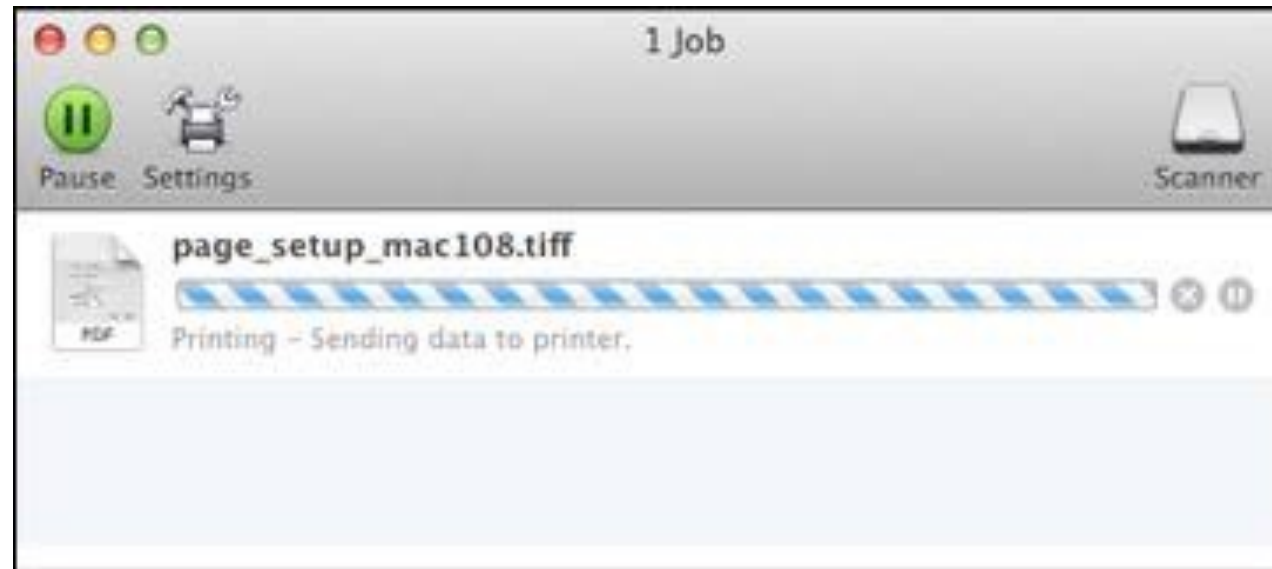 1 Job
Pause Settings
Scanner
page_setup_mac108.tiff
PDF
Printing – Sending data to printer.